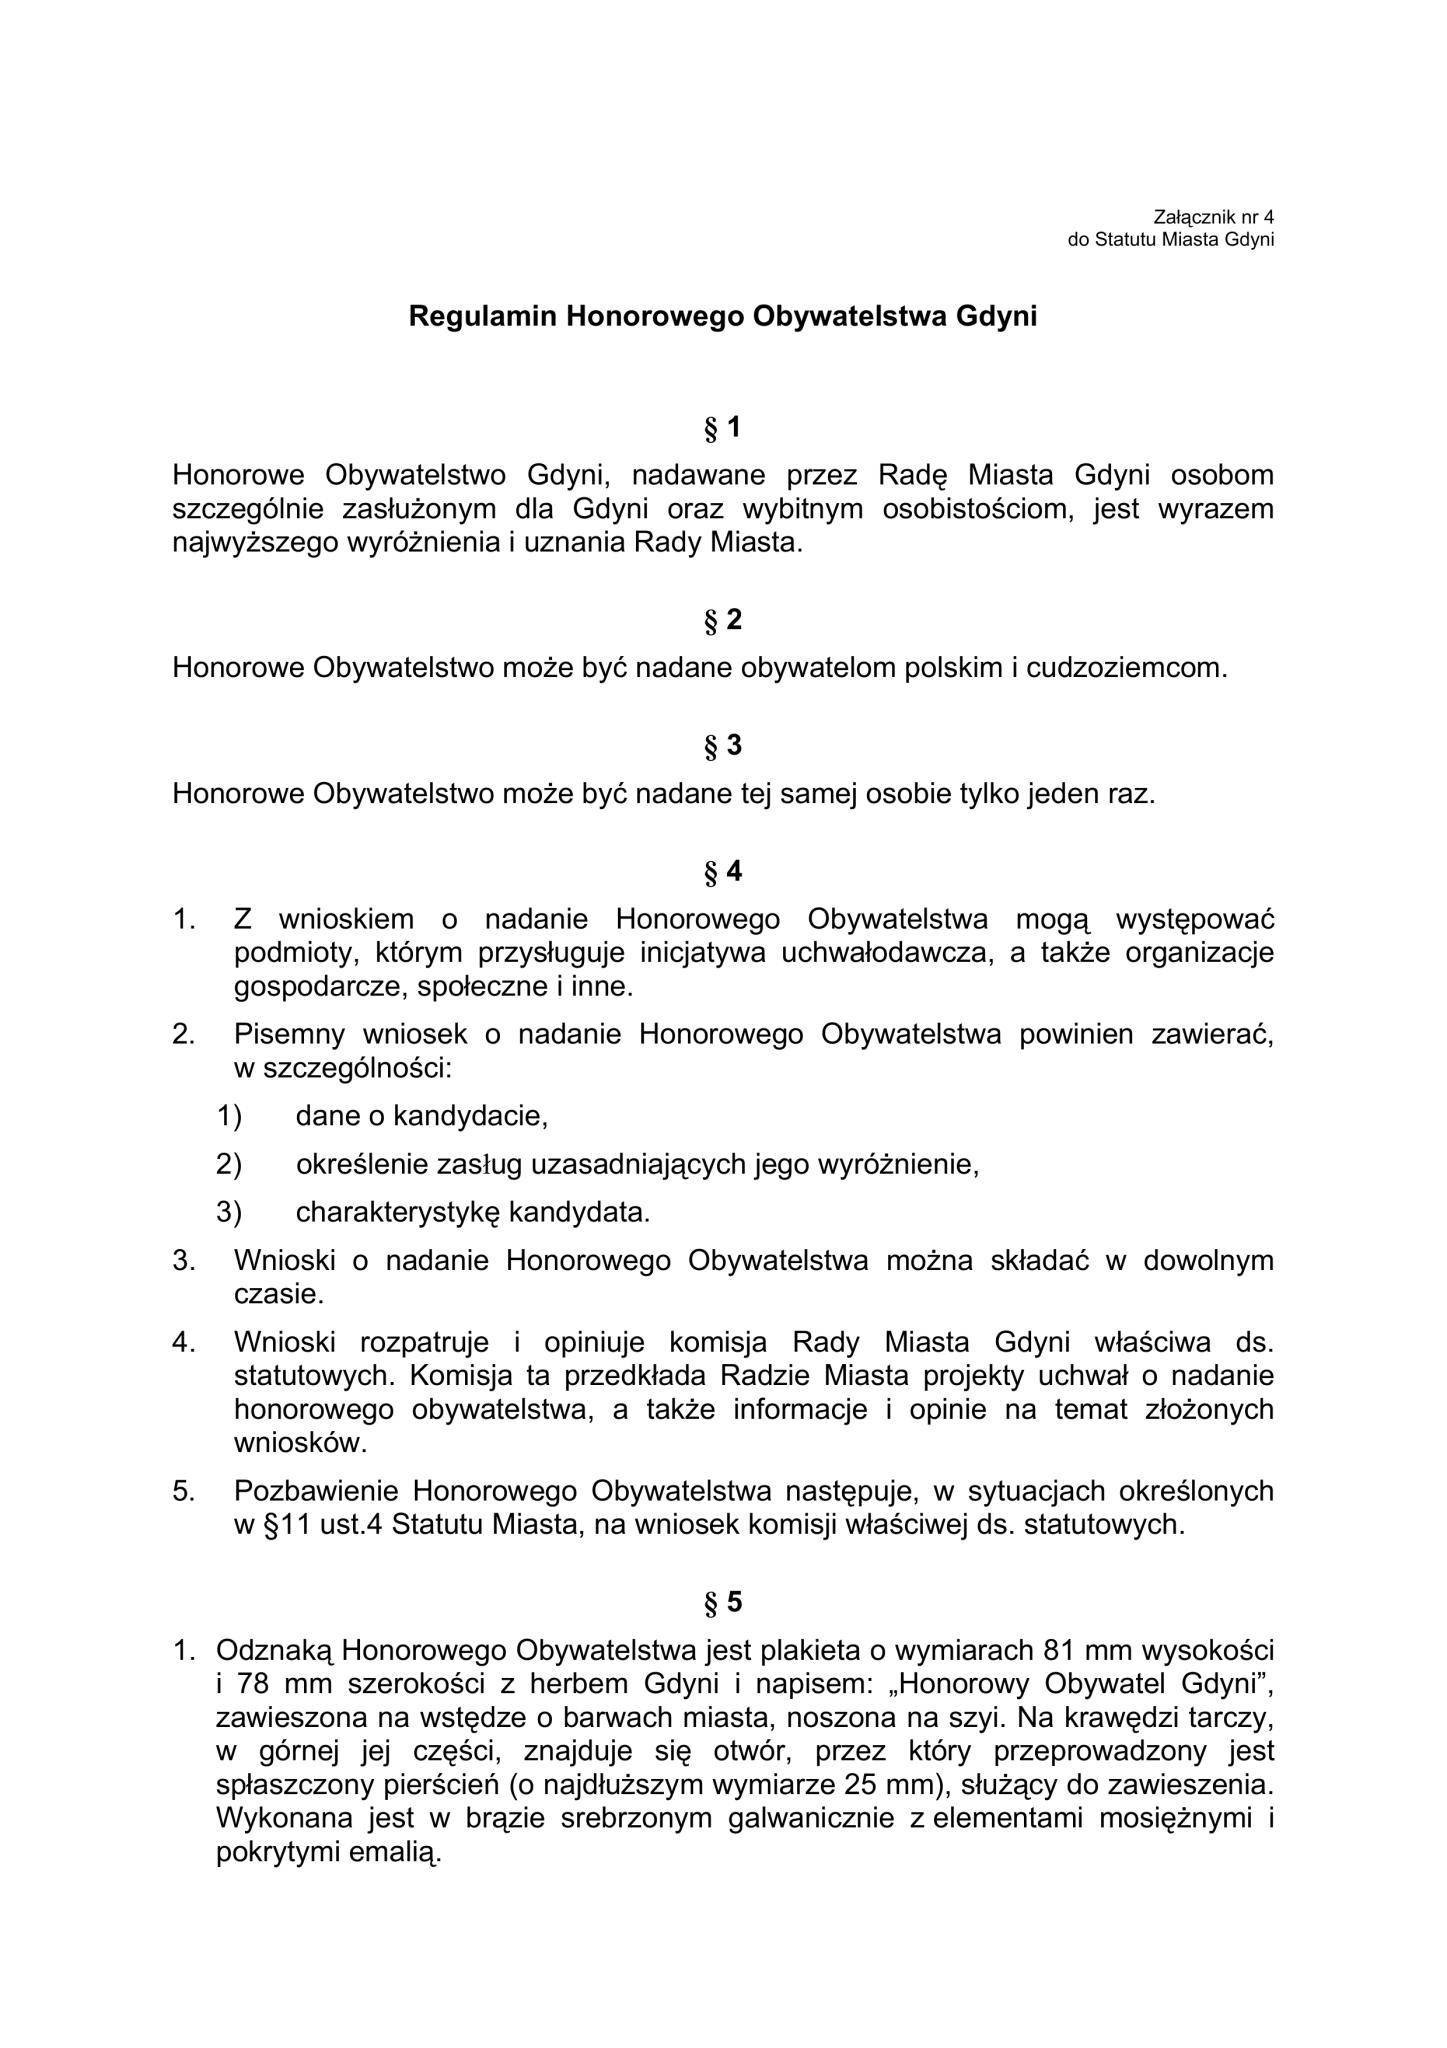 Załącznik nr 4
do Statutu Miasta Gdyni
Regulamin Honorowego Obywatelstwa Gdyni
§ 1
Honorowe Obywatelstwo Gdyni, nadawane przez Radę Miasta Gdyni osobom
szczególnie zasłużonym dla Gdyni oraz wybitnym osobistościom, jest wyrazem
najwyższego wyróżnienia i uznania Rady Miasta.
§ 2
Honorowe Obywatelstwo może być nadane obywatelom polskim i cudzoziemcom.
§ 3
Honorowe Obywatelstwo może być nadane tej samej osobie tylko jeden raz.
§ 4
1. Z wnioskiem o nadanie Honorowego Obywatelstwa mogą występować
podmioty, którym przysługuje inicjatywa uchwałodawcza, a także organizacje
gospodarcze, społeczne i inne.
2. Pisemny wniosek o nadanie Honorowego Obywatelstwa powinien zawierać,
w szczególności:
1) dane o kandydacie,
2) określenie zasług uzasadniających jego wyróżnienie,
3) charakterystykę kandydata.
3. Wnioski o nadanie Honorowego Obywatelstwa można składać w dowolnym
czasie.
4. Wnioski rozpatruje i opiniuje komisja Rady Miasta Gdyni właściwa ds.
statutowych. Komisja ta przedkłada Radzie Miasta projekty uchwał o nadanie
honorowego obywatelstwa, a także informacje i opinie na temat złożonych
wniosków.
5. Pozbawienie Honorowego Obywatelstwa następuje, w sytuacjach określonych
w §11 ust.4 Statutu Miasta, na wniosek komisji właściwej ds. statutowych.
§ 5
1. Odznaką Honorowego Obywatelstwa jest plakieta o wymiarach 81 mm wysokości
i 78 mm szerokości z herbem Gdyni i napisem: „Honorowy Obywatel Gdyni”,
zawieszona na wstędze o barwach miasta, noszona na szyi. Na krawędzi tarczy,
w górnej jej części, znajduje się otwór, przez który przeprowadzony jest
spłaszczony pierścień (o najdłuższym wymiarze 25 mm), służący do zawieszenia.
Wykonana jest w brązie srebrzonym galwanicznie z elementami mosiężnymi i
pokrytymi emalią.